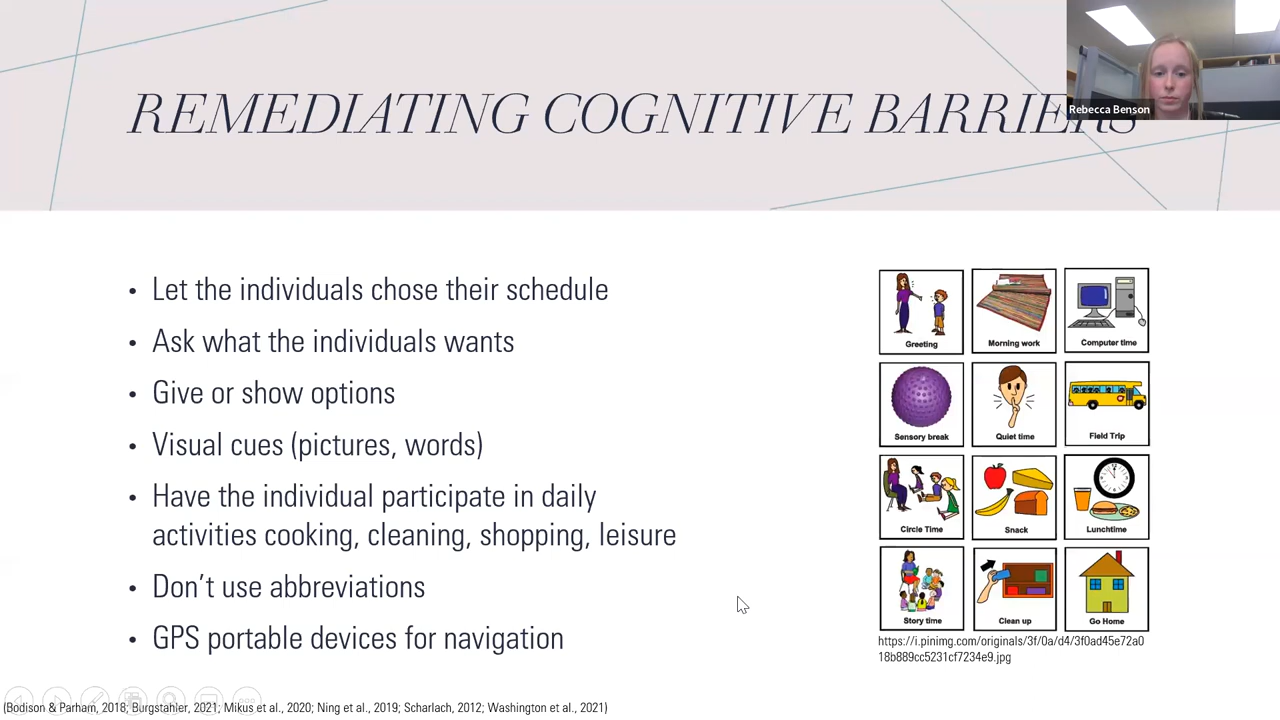 REMEDIATING COGNITIVE BARRIERS
Rebecca Benson
• Let the individuals chose their schedule
• Ask what the individuals wants
• Give or show options
• Visual cues (pictures, words)
• Have the individual participate in daily
activities cooking, cleaning, shopping, leisure
• Don’t use abbreviations
• GPS portable devices for navigation
Greeting
Morning work
Computer time
Sensory break
Quiet time
Field Trip
Circle Time
Snack
Lunchtime
Story time
Clean up
Go Home
https://i.pinimg.com/originals/3f/0a/d4/3f0ad45e72a0
18b889cc5231cf7234e9.jpg
(Bodison & Parham, 2018; Burgstahler, 2021; Mikus et al., 2020; Ning et al., 2019; Scharlach, 2012; Washington et al., 2021)